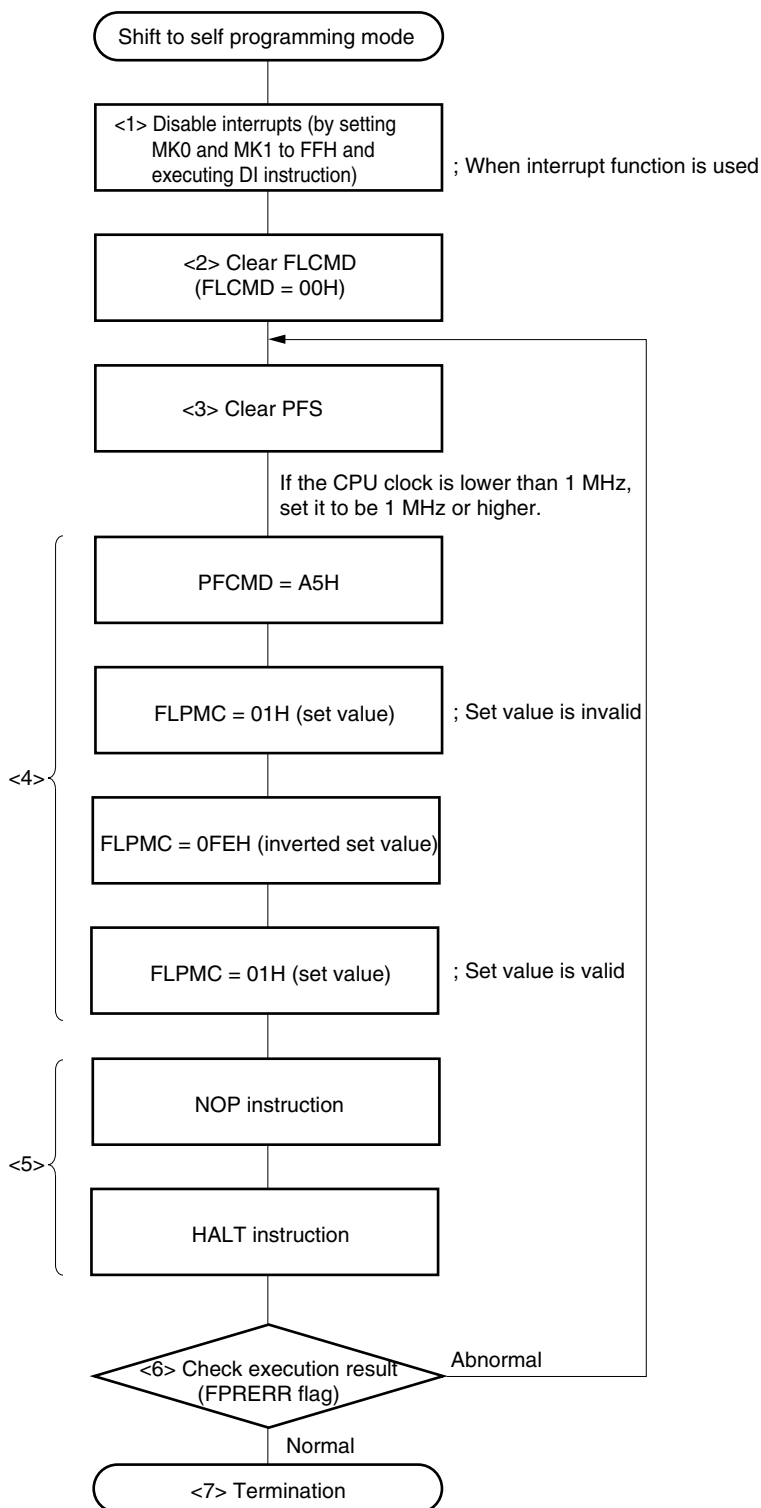 Shift to self programming mode
<1> Disable interrupts (by setting
MK0 and MK1 to FFH and
executing DI instruction)
; When interrupt function is used
<2> Clear FLCMD
(FLCMD = 00H)
<3> Clear PFS
If the CPU clock is lower than 1 MHz,
set it to be 1 MHz or higher.
PFCMD = A5H
FLPMC = 01H (set value)
; Set value is invalid
<4>
FLPMC = 0FEH (inverted set value)
FLPMC = 01H (set value)
; Set value is valid
NOP instruction
<5>
HALT instruction
<6> Check execution result
(FPRERR flag)
Abnormal
Normal
<7> Termination